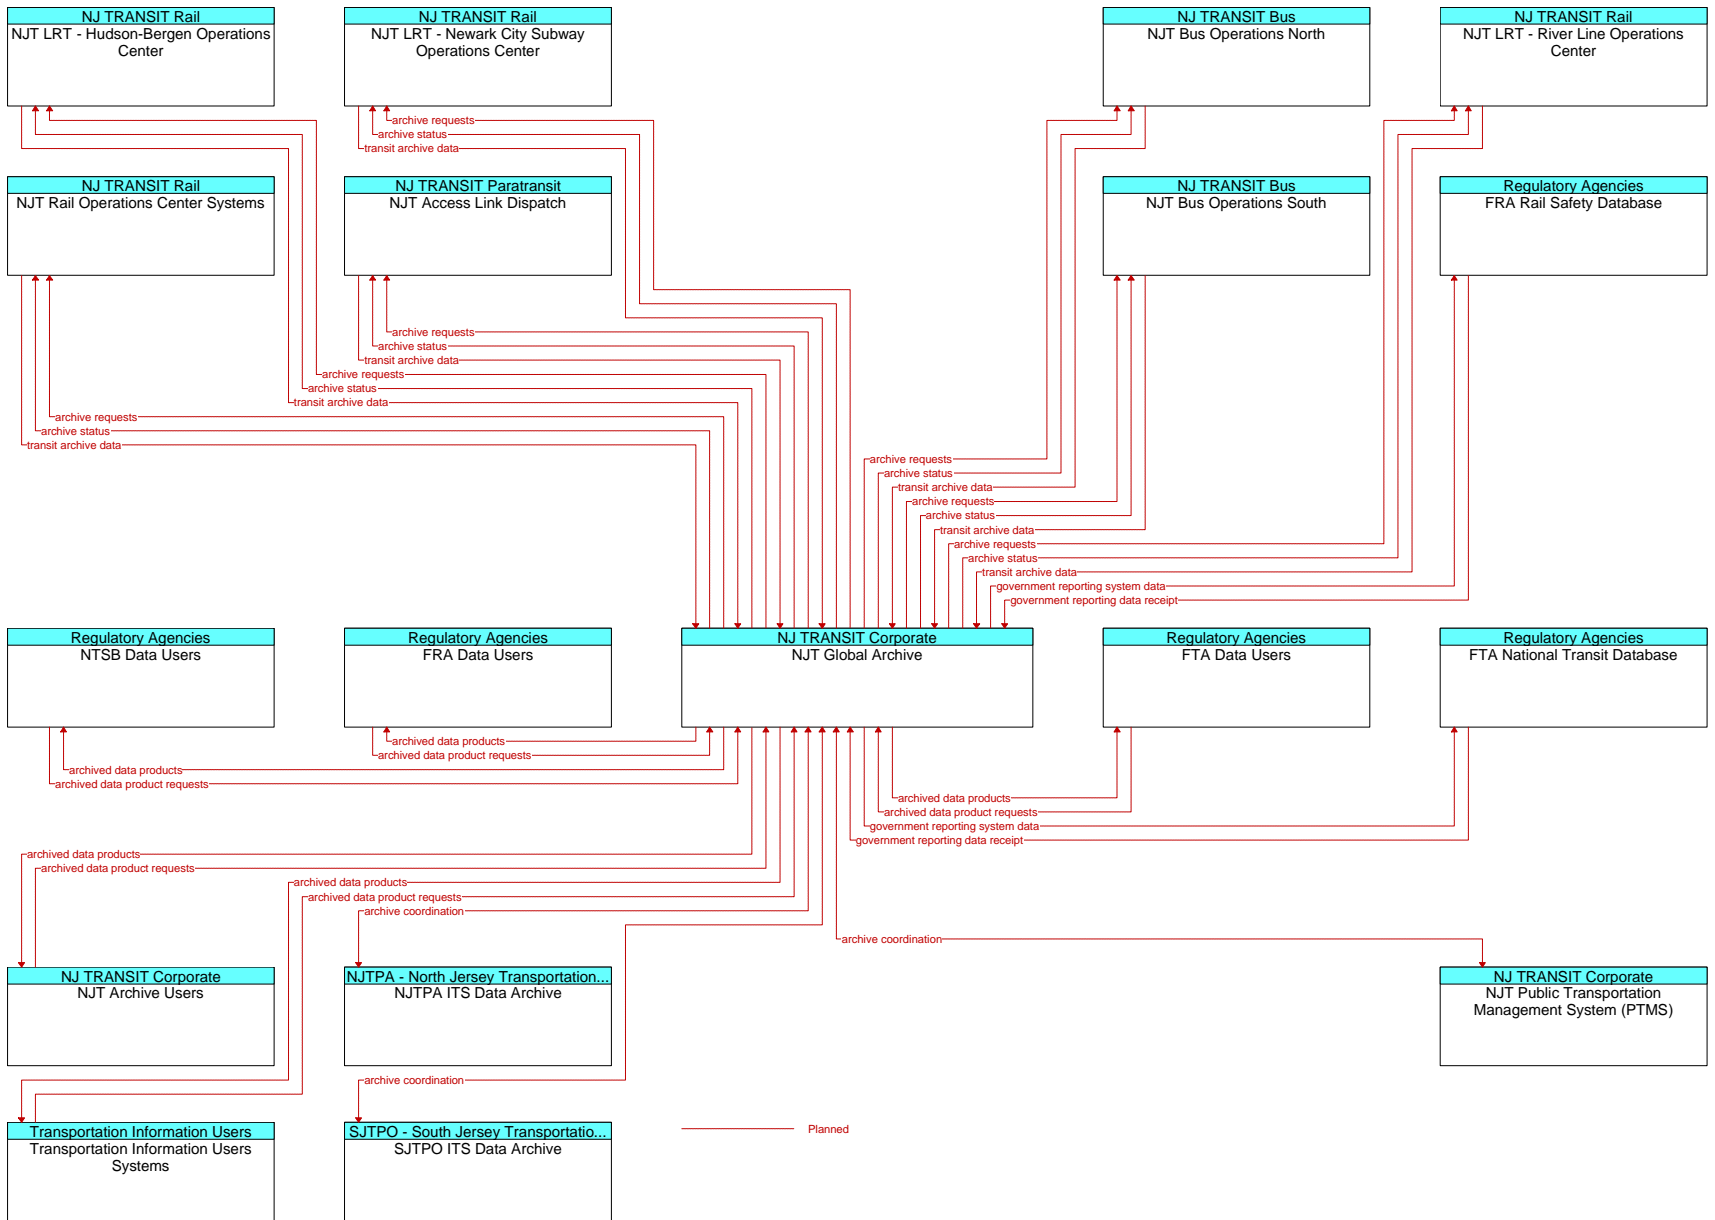 NJ TRANSIT Rail
NJT LRT - Hudson-Bergen Operations
Center
NJ TRANSIT Rail
NJT LRT - Newark City Subway
Operations Center
NJ TRANSIT Bus
NJT Bus Operations North
NJ TRANSIT Rail
NJT LRT - River Line Operations
Center
archive requests
archive status
transit archive data
NJ TRANSIT Rail
NJT Rail Operations Center Systems
NJ TRANSIT Paratransit
NJT Access Link Dispatch
NJ TRANSIT Bus
NJT Bus Operations South
Regulatory Agencies
FRA Rail Safety Database
archive requests
archive status
transit archive data
archive requests
archive status
transit archive data
archive requests
archive status
transit archive data
archive requests
archive status
transit archive data
archive requests
archive status
transit archive data
archive requests
archive status
transit archive data
government reporting system data
government reporting data receipt
Regulatory Agencies
NTSB Data Users
Regulatory Agencies
FRA Data Users
NJ TRANSIT Corporate
NJT Global Archive
Regulatory Agencies
FTA Data Users
Regulatory Agencies
FTA National Transit Database
archived data products
archived data product requests
archived data products
archived data product requests
archived data products
archived data product requests
government reporting system data
government reporting data receipt
archived data products
archived data product requests
archived data products
archived data product requests
archive coordination
archive coordination
NJ TRANSIT Corporate
NJT Archive Users
NJTPA - North Jersey Transportation...
NJTPA ITS Data Archive
NJ TRANSIT Corporate
NJT Public Transportation
Management System (PTMS)
archive coordination
Transportation Information Users
Transportation Information Users
Systems
SJTPO - South Jersey Transportatio...
SJTPO ITS Data Archive
Planned